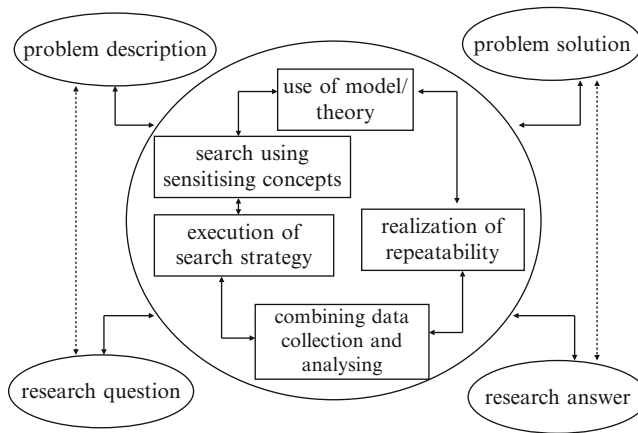 problem description
problem solution
use of model/
theory
search using
sensitising concepts
execution of
search strategy
realization of
repeatability
combining data
collection and
analysing
research question
research answer